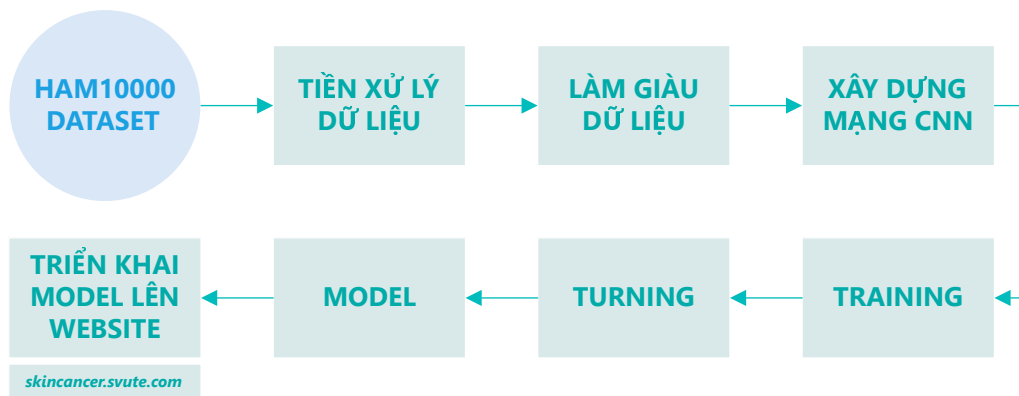 HAM10000
DATASET
TIỀN XỬ LÝ
DỮ LIỆU
LÀM GIÀU
DỮ LIỆU
XÂY DỰNG
MẠNG CNN
TRAINING
TURNING
MODEL
TRIỂN KHAI
MODEL LÊN
WEBSITE
skincancer.svute.com